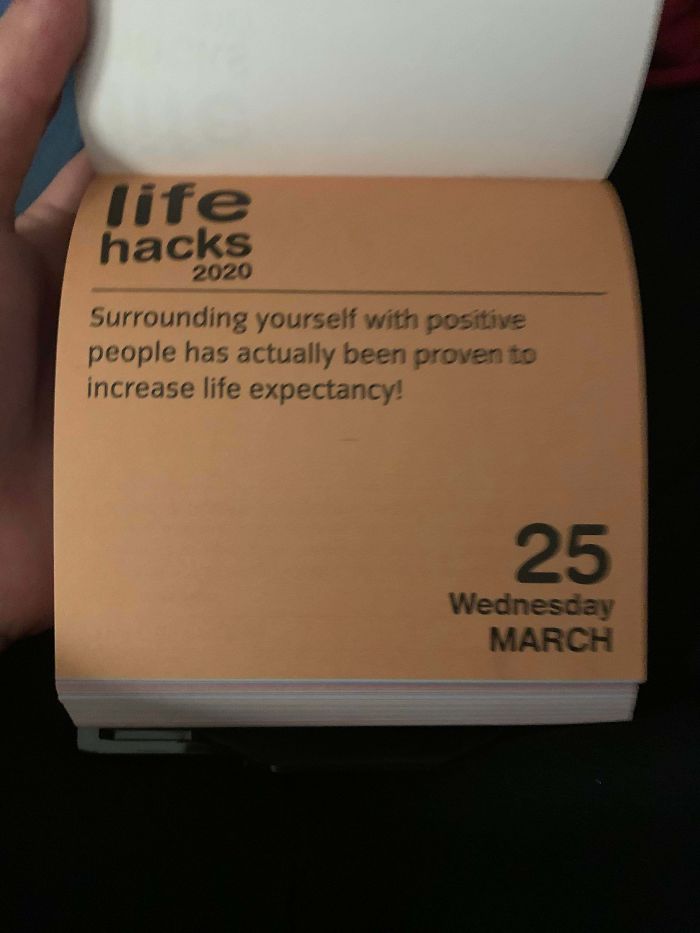 life
hacks
2020
Surrounding yourself with positive
people has actually been proven to
increase life expectancy!
25
Wednesday
MARCH